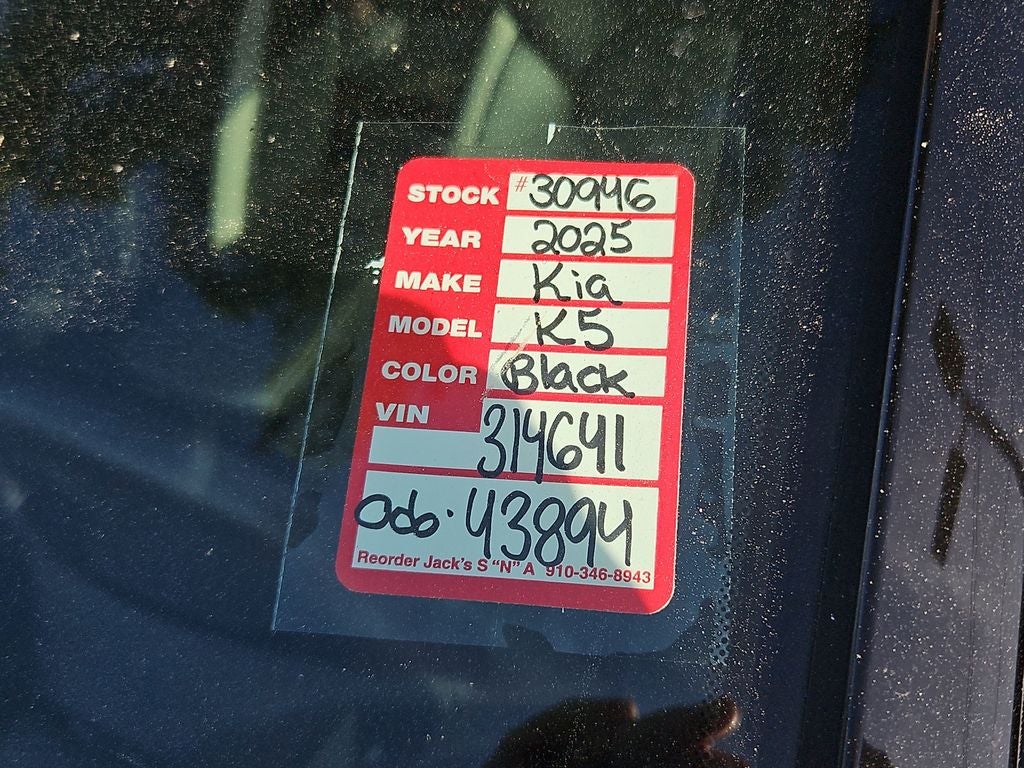 STOCK #30946
YEAR 2025
MAKE Kia
MODEL K5
COLOR Black
VIN 314641
Odo. 43894
Reorder Jack's S "N" A 910-346-8943